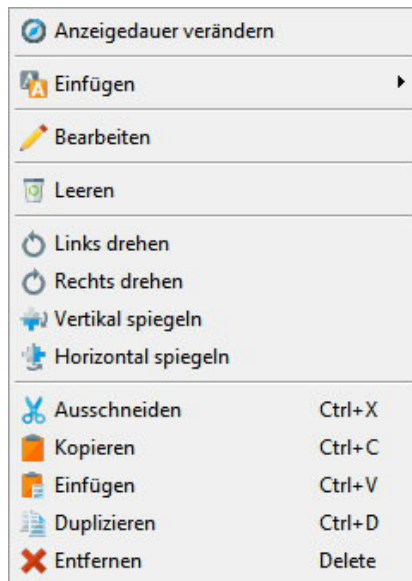 Anzeigedauer verändern
Einfügen
Bearbeiten
Leeren
Links drehen
Rechts drehen
Vertikal spiegeln
Horizontal spiegeln
Ausschneiden Ctrl+X
Kopieren Ctrl+C
Einfügen Ctrl+V
Duplizieren Ctrl+D
Entfernen Delete